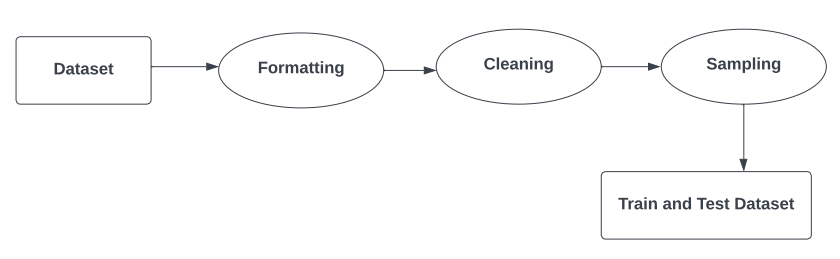 Dataset
Formatting
Cleaning
Sampling
Train and Test Dataset